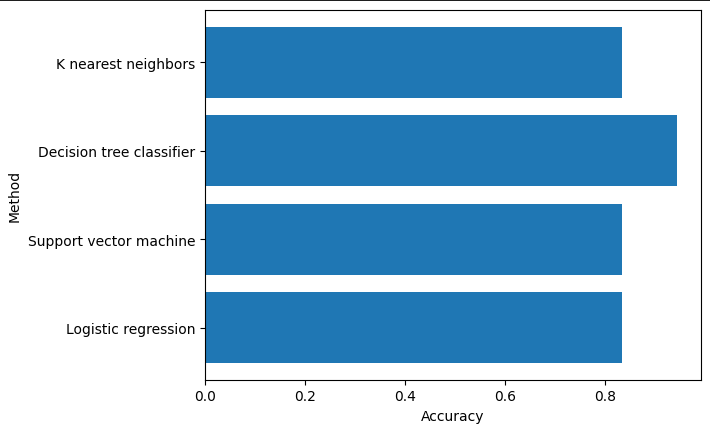 K nearest neighbors
Decision tree classifier
Support vector machine
Logistic regression
Method
0.0 0.2 0.4 0.6 0.8
Accuracy